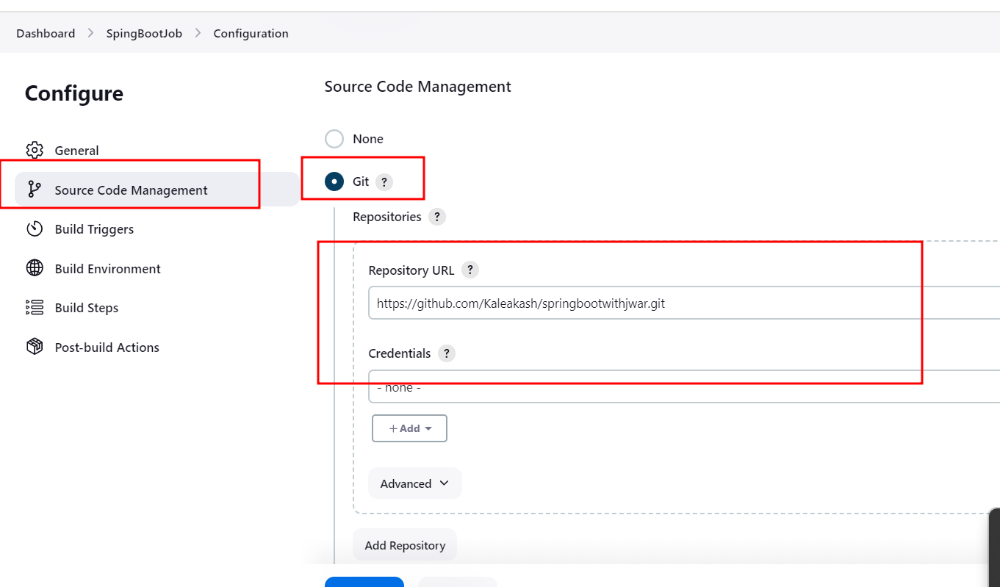 Dashboard > SpingBootJob > Configuration
Configure
General
Source Code Management
Build Triggers
Build Environment
Build Steps
Post-build Actions
Source Code Management
None
Git ?
Repositories ?
Repository URL ?
https://github.com/Kaleakash/springbootwithjwar.git
Credentials ?
- none -
+ Add
Advanced
Add Repository